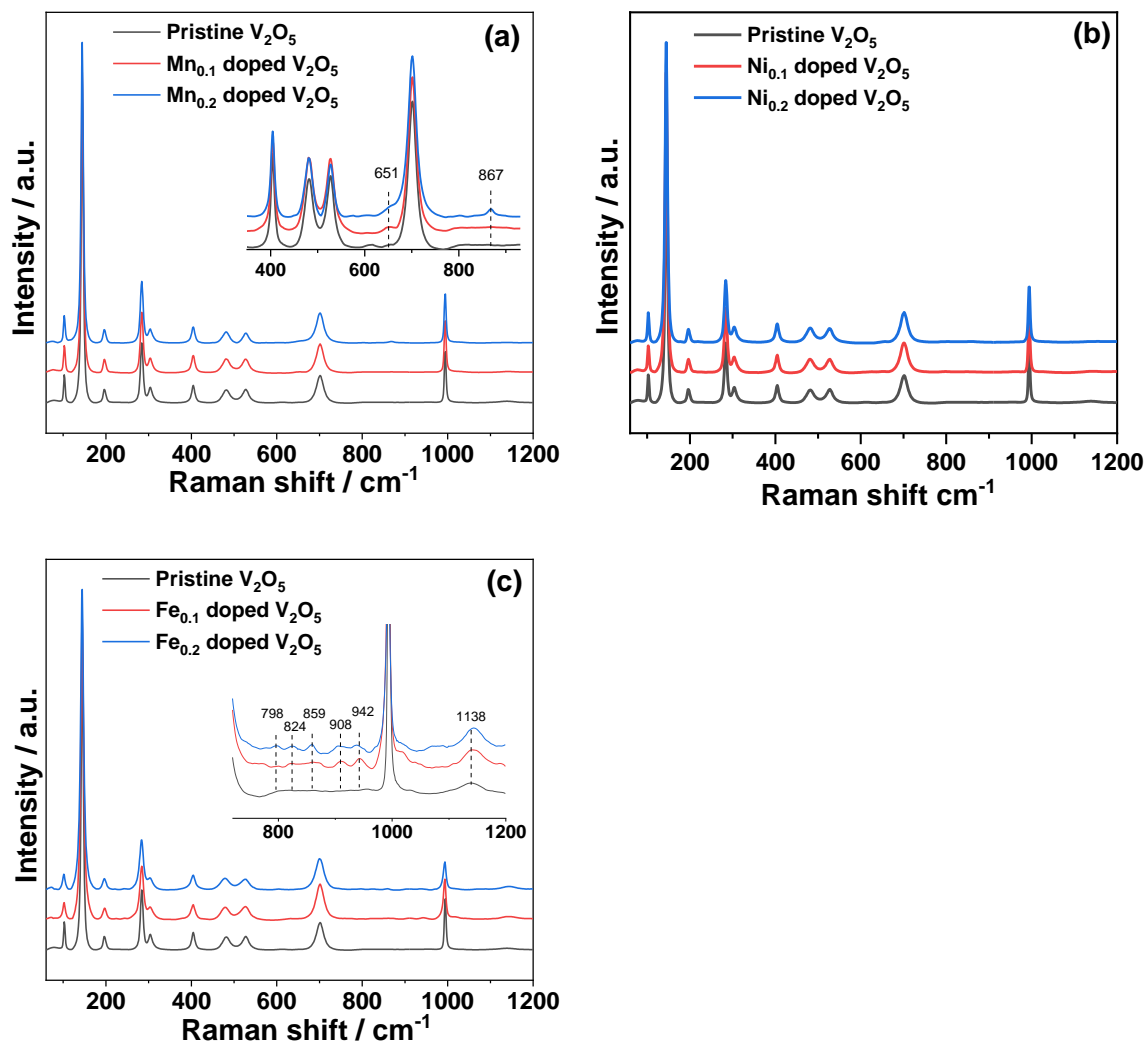 (a)
Pristine V₂O₅
Mn₀.₁ doped V₂O₅
Mn₀.₂ doped V₂O₅
651
867
400 600 800
Intensity / a.u.
200 400 600 800 1000 1200
Raman shift / cm⁻¹
(b)
Pristine V₂O₅
Ni₀.₁ doped V₂O₅
Ni₀.₂ doped V₂O₅
Intensity / a.u.
200 400 600 800 1000 1200
Raman shift cm⁻¹
(c)
Pristine V₂O₅
Fe₀.₁ doped V₂O₅
Fe₀.₂ doped V₂O₅
798 824 859 908 942 1138
800 1000 1200
Intensity / a.u.
200 400 600 800 1000 1200
Raman shift / cm⁻¹